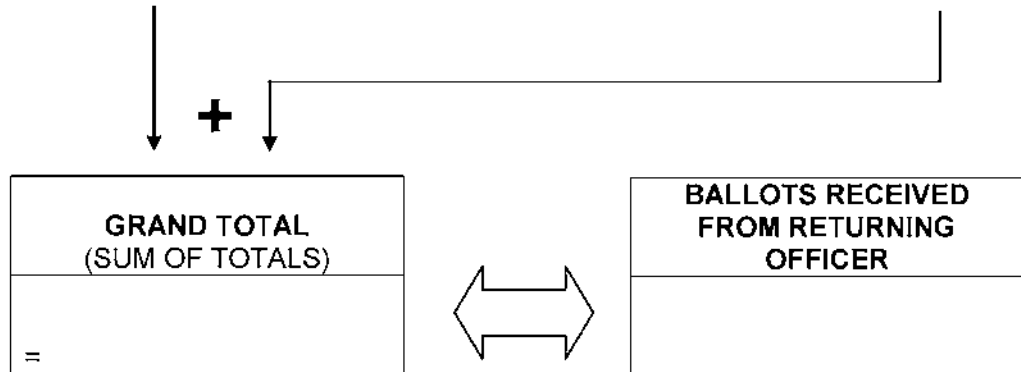 +
GRAND TOTAL
(SUM OF TOTALS)
=
BALLOTS RECEIVED
FROM RETURNING
OFFICER